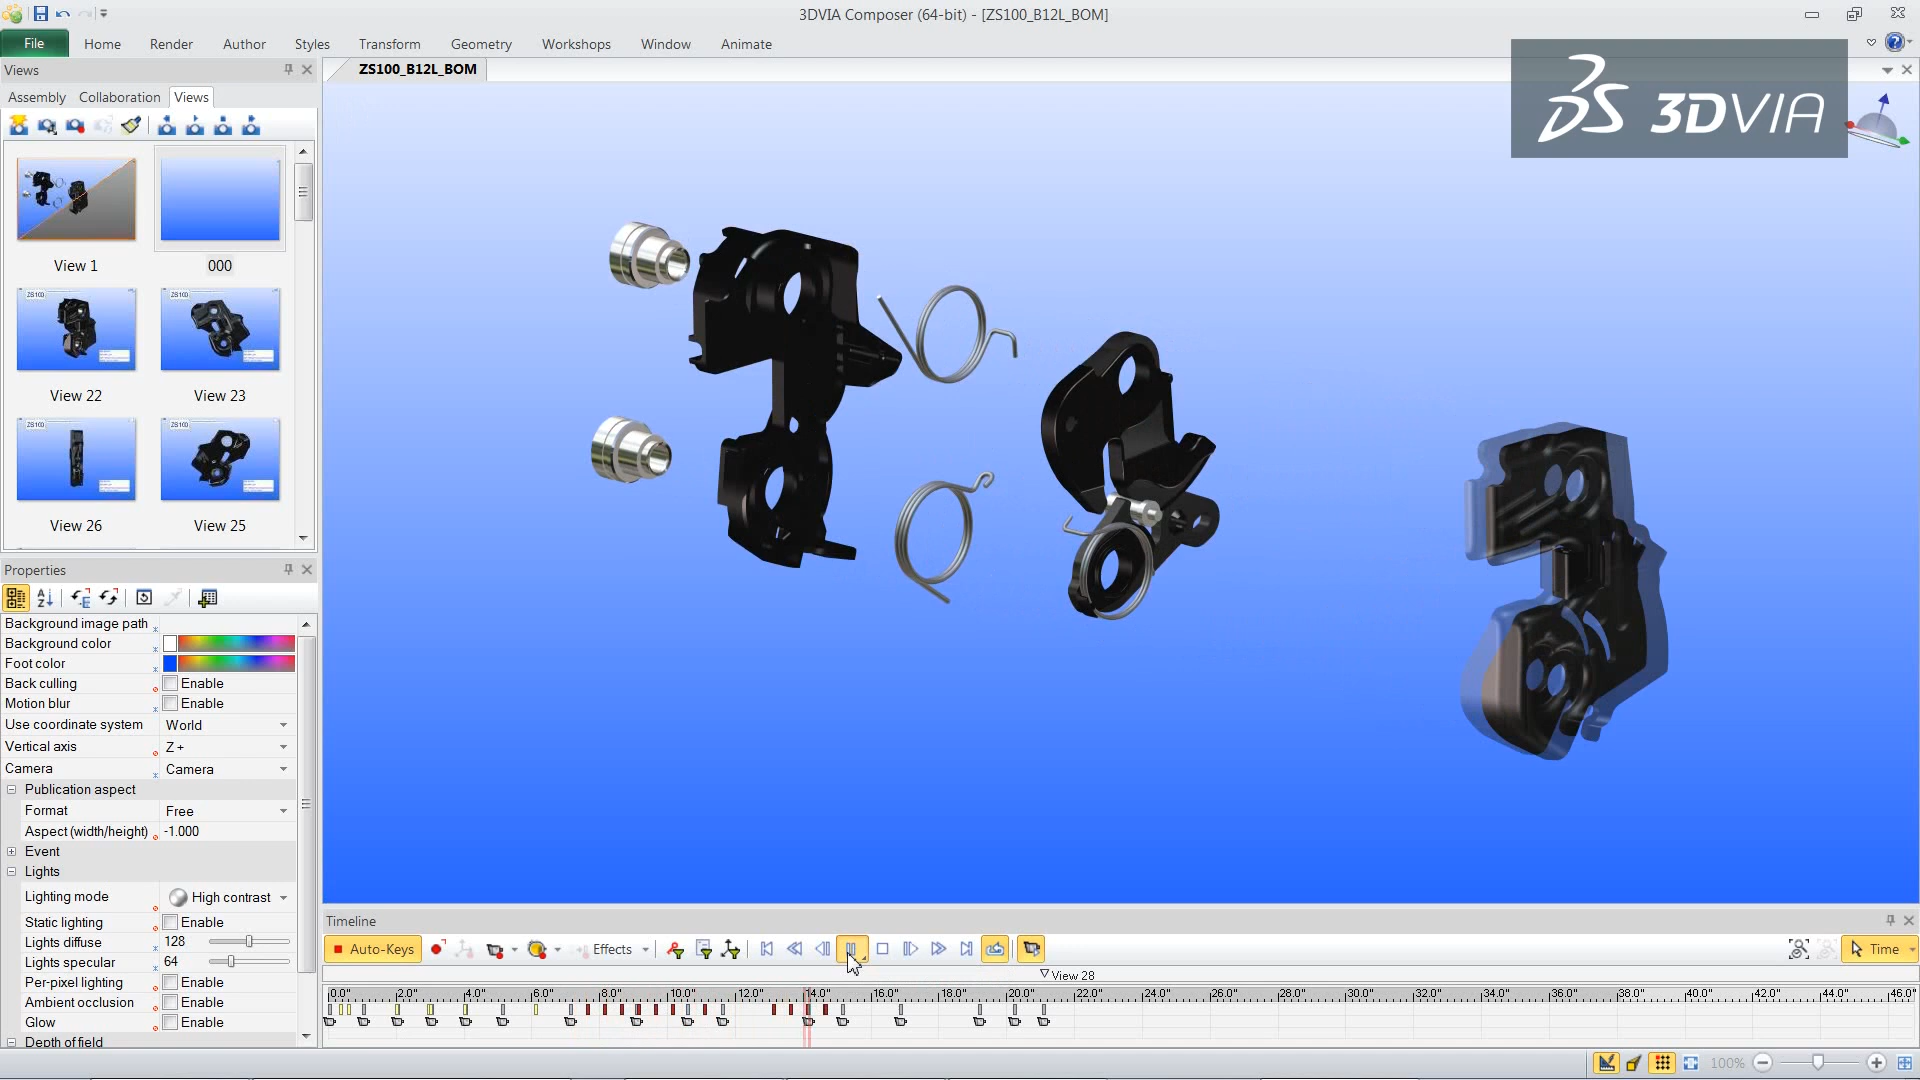 3DVIA Composer (64-bit) - [ZS100_B12L_BOM]
File Home Render Author Styles Transform Geometry Workshops Window Animate
Views
ZS100_B12L_BOM
Assembly Collaboration Views
3DS 3DVIA
View 1 000
ZS100 ZS100
View 22 View 23
ZS100 ZS100
View 26 View 25
Properties
Background image path
Background color
Foot color
Back culling Enable
Motion blur Enable
Use coordinate system World
Vertical axis Z +
Camera Camera
Publication aspect
Format Free
Aspect (width/height) -1.000
Event
Lights
Lighting mode High contrast
Static lighting Enable
Lights diffuse 128
Lights specular 64
Per-pixel lighting Enable
Ambient occlusion Enable
Glow Enable
Depth of field
Timeline
Auto-Keys Effects Time
View 28
0.0" 2.0" 4.0" 6.0" 8.0" 10.0" 12.0" 14.0" 16.0" 18.0" 20.0" 22.0" 24.0" 26.0" 28.0" 30.0" 32.0" 34.0" 36.0" 38.0" 40.0" 42.0" 44.0" 46.0"
100%